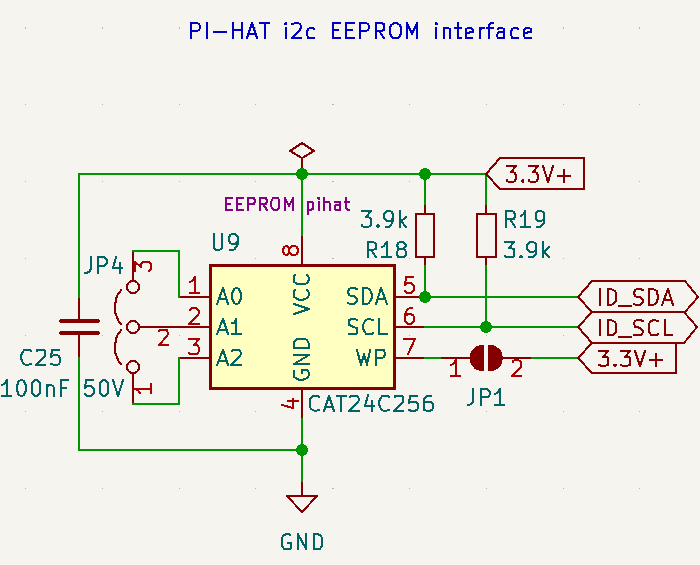 PI-HAT i2c EEPROM interface
3.3V+
EEPROM pihat
3.9k
R18
R19
3.9k
U9
8
JP4
3
1
A0
VCC
SDA
5
ID_SDA
2
2
A1
SCL
6
ID_SCL
3
A2
GND
WP
7
1
JP1
2
3.3V+
C25
100nF 50V
1
4
CAT24C256
GND